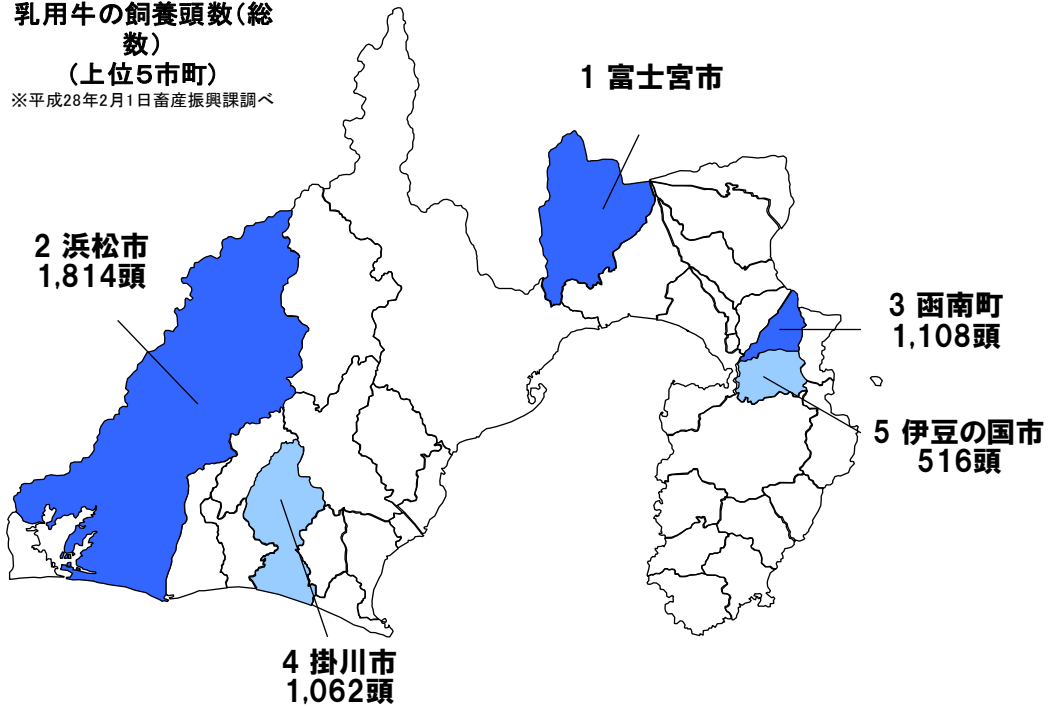 乳用牛の飼養頭数（総
数）
（上位５市町）
※平成28年2月1日畜産振興課調べ
1 富士宮市
2 浜松市
1,814頭
3 函南町
1,108頭
5 伊豆の国市
516頭
4 掛川市
1,062頭